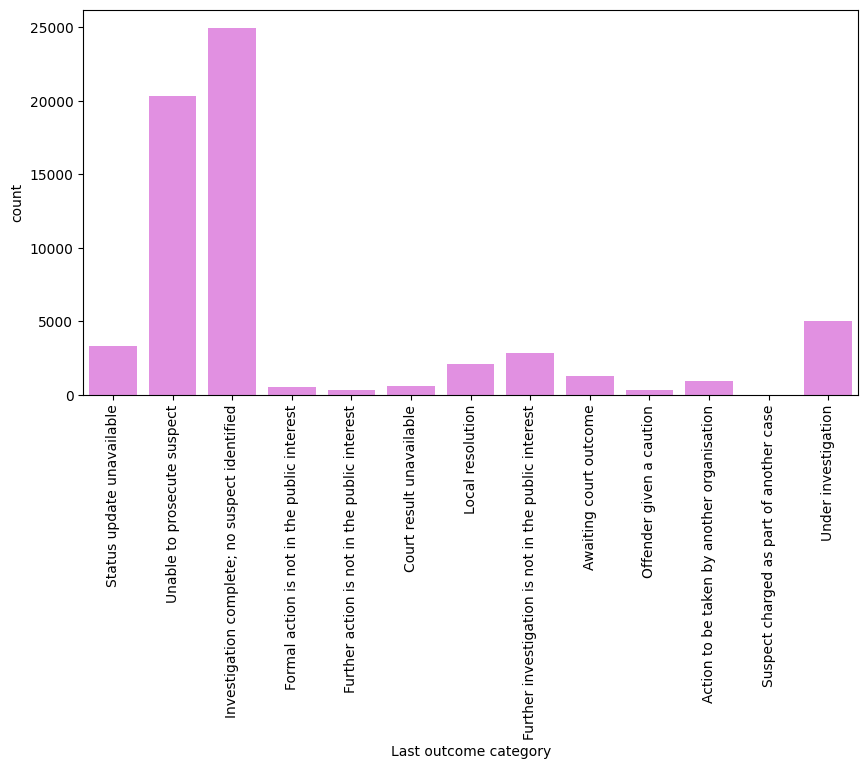 25000
20000
15000
10000
5000
0
count
Status update unavailable
Unable to prosecute suspect
Investigation complete; no suspect identified
Formal action is not in the public interest
Further action is not in the public interest
Court result unavailable
Local resolution
Further investigation is not in the public interest
Awaiting court outcome
Offender given a caution
Action to be taken by another organisation
Suspect charged as part of another case
Under investigation
Last outcome category